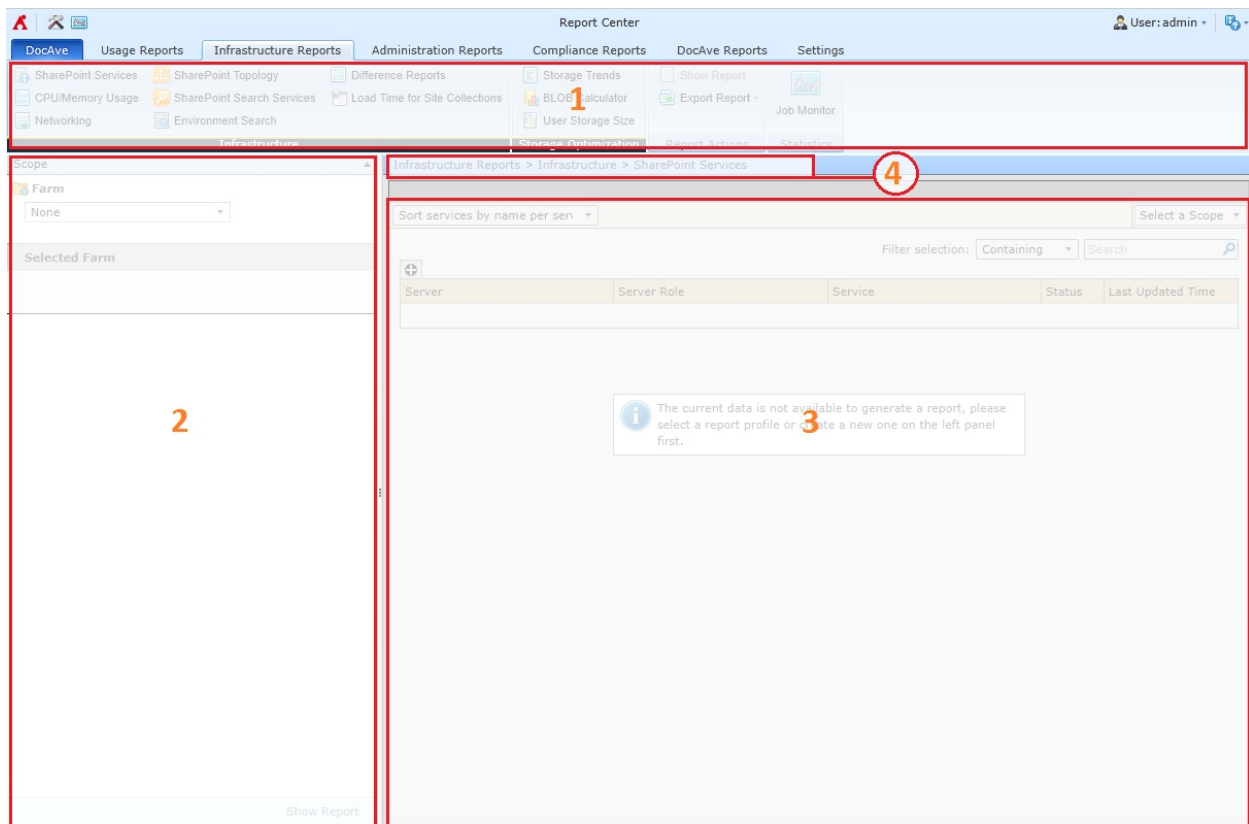 Report Center
User: admin
DocAve Usage Reports Infrastructure Reports Administration Reports Compliance Reports DocAve Reports Settings
SharePoint Services SharePoint Topology Difference Reports Storage Trends Show Report
CPU/Memory Usage SharePoint Search Services Load Time for Site Collections BLOB Calculator Export Report Job Monitor
Networking Environment Search User Storage Size
Infrastructure Storage Optimization Report Actions Statistics
1
Scope
Farm
None
Selected Farm
2
Show Report
Infrastructure Reports > Infrastructure > SharePoint Services
4
Sort services by name per ser Select a Scope
Filter selection: Containing Search
Server Server Role Service Status Last Updated Time
The current data is not available to generate a report, please
select a report profile or create a new one on the left panel
first.
3